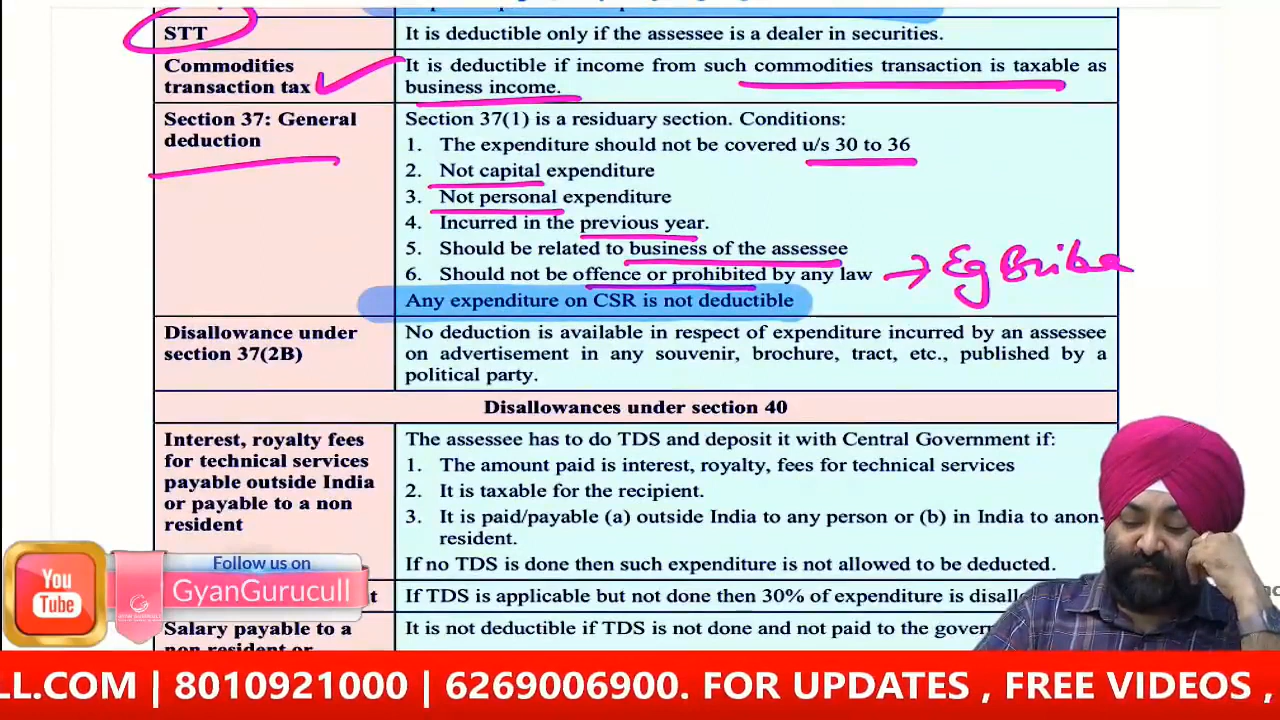 STT
It is deductible only if the assessee is a dealer in securities.
Commodities
transaction tax
It is deductible if income from such commodities transaction is taxable as
business income.
Section 37: General
deduction
Section 37(1) is a residuary section. Conditions:
1. The expenditure should not be covered u/s 30 to 36
2. Not capital expenditure
3. Not personal expenditure
4. Incurred in the previous year.
5. Should be related to business of the assessee
6. Should not be offence or prohibited by any law → Eg Bribe
Any expenditure on CSR is not deductible
Disallowance under
section 37(2B)
No deduction is available in respect of expenditure incurred by an assessee
on advertisement in any souvenir, brochure, tract, etc., published by a
political party.
Disallowances under section 40
Interest, royalty fees
for technical services
payable outside India
or payable to a non
resident
The assessee has to do TDS and deposit it with Central Government if:
1. The amount paid is interest, royalty, fees for technical services
2. It is taxable for the recipient.
3. It is paid/payable (a) outside India to any person or (b) in India to anon-
resident.
If no TDS is done then such expenditure is not allowed to be deducted.
If TDS is applicable but not done then 30% of expenditure is
Salary payable to a
non resident or
It is not deductible if TDS is not done and not paid to the
You
Tube
Follow us on
GyanGurucull
LL.COM | 8010921000 | 6269006900. FOR UPDATES , FREE VIDEOS ,